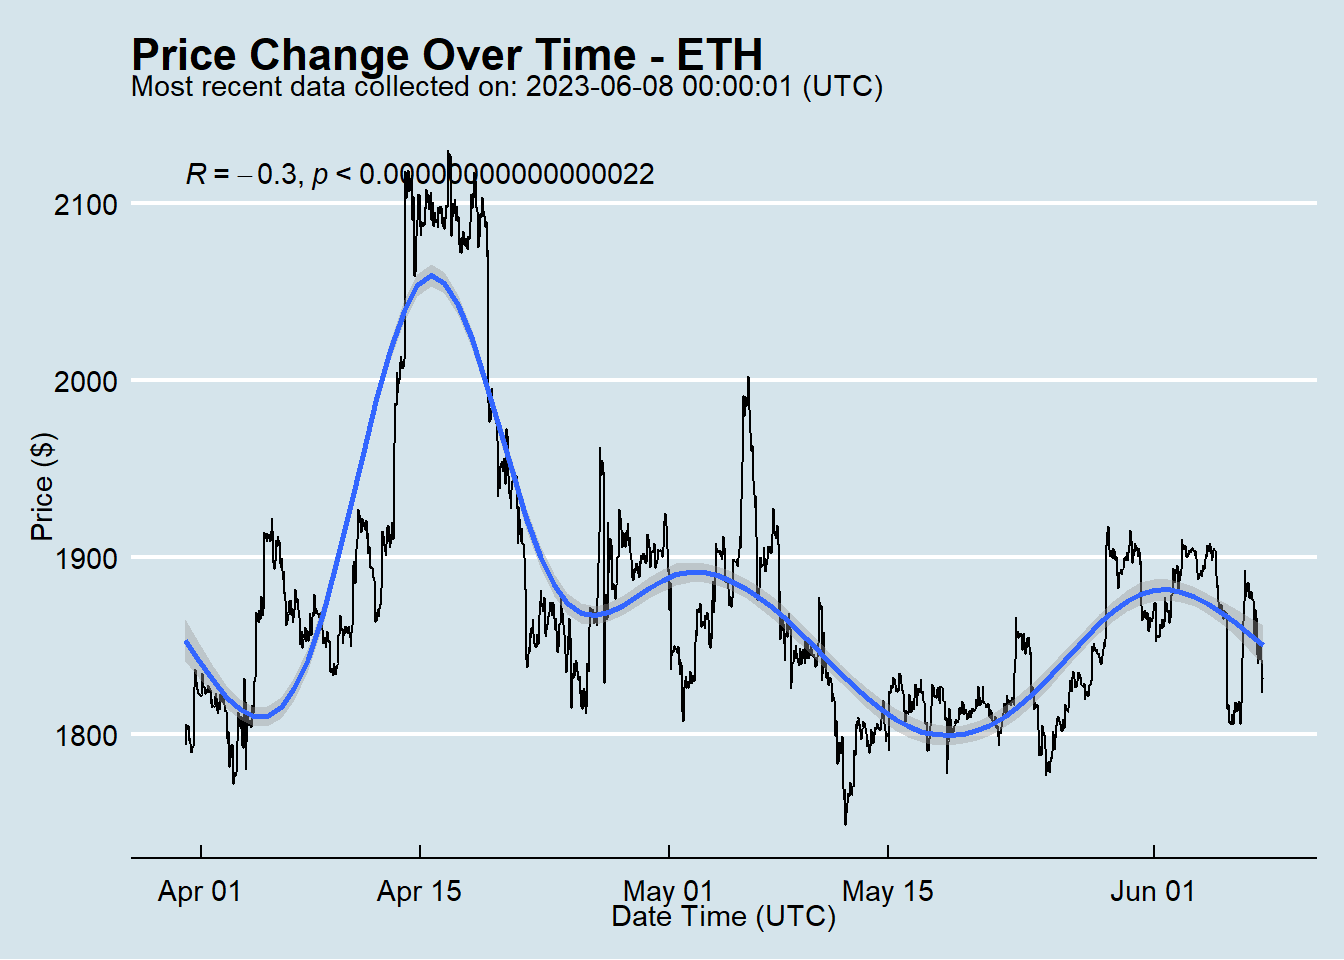 Price Change Over Time - ETH
Most recent data collected on: 2023-06-08 00:00:01 (UTC)
R = −0.3, p < 0.00000000000000022
2100
2000
1900
1800
Price ($)
Apr 01 Apr 15 May 01 May 15 Jun 01
Date Time (UTC)